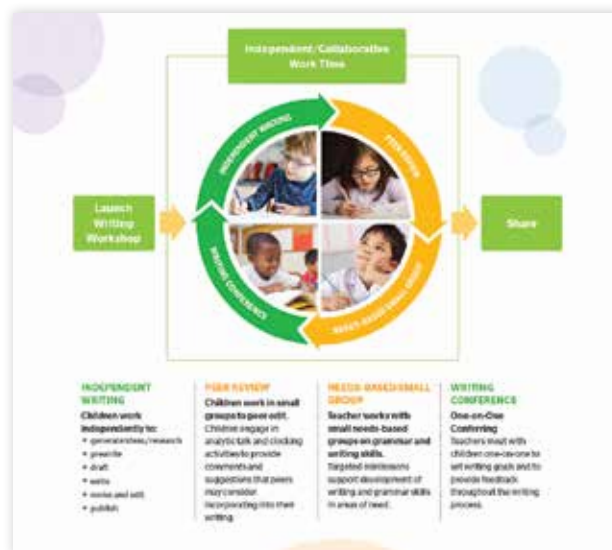 Independent/Collaborative
Work Time
INDEPENDENT WRITING
PEER REVIEW
Launch
Writing
Workshop
Share
WRITING CONFERENCE
NEEDS-BASED SMALL GROUP
INDEPENDENT
WRITING
Children work
independently to:
• generate ideas/research
• prewrite
• draft
• write
• revise and edit
• publish
PEER REVIEW
Children work in small
groups to peer edit.
Children engage in
analytic talk and clocking
activities to provide
comments and
suggestions that peers
may consider
incorporating into their
writing.
NEEDS-BASED SMALL
GROUP
Teacher works with
small needs-based
groups on grammar and
writing skills.
Targeted minilessons
support development of
writing and grammar skills
in areas of need.
WRITING
CONFERENCE
One-on-One
Conferring
Teachers meet with
children one-on-one to
set writing goals and to
provide feedback
throughout the writing
process.